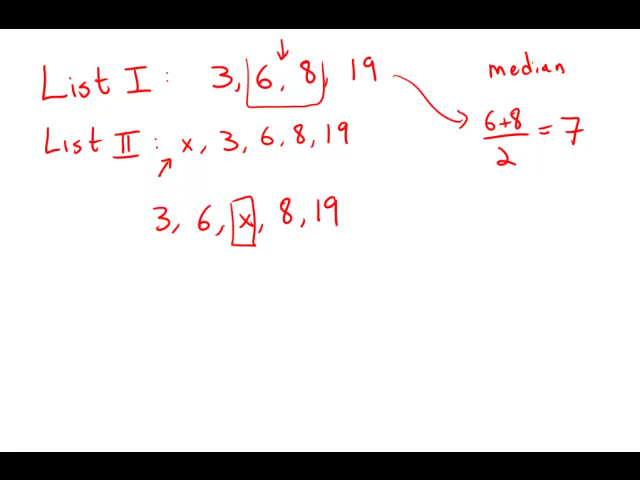 List I: 3, 6, 8, 19
median
List II: x, 3, 6, 8, 19
6+8/2 = 7
3, 6, x, 8, 19